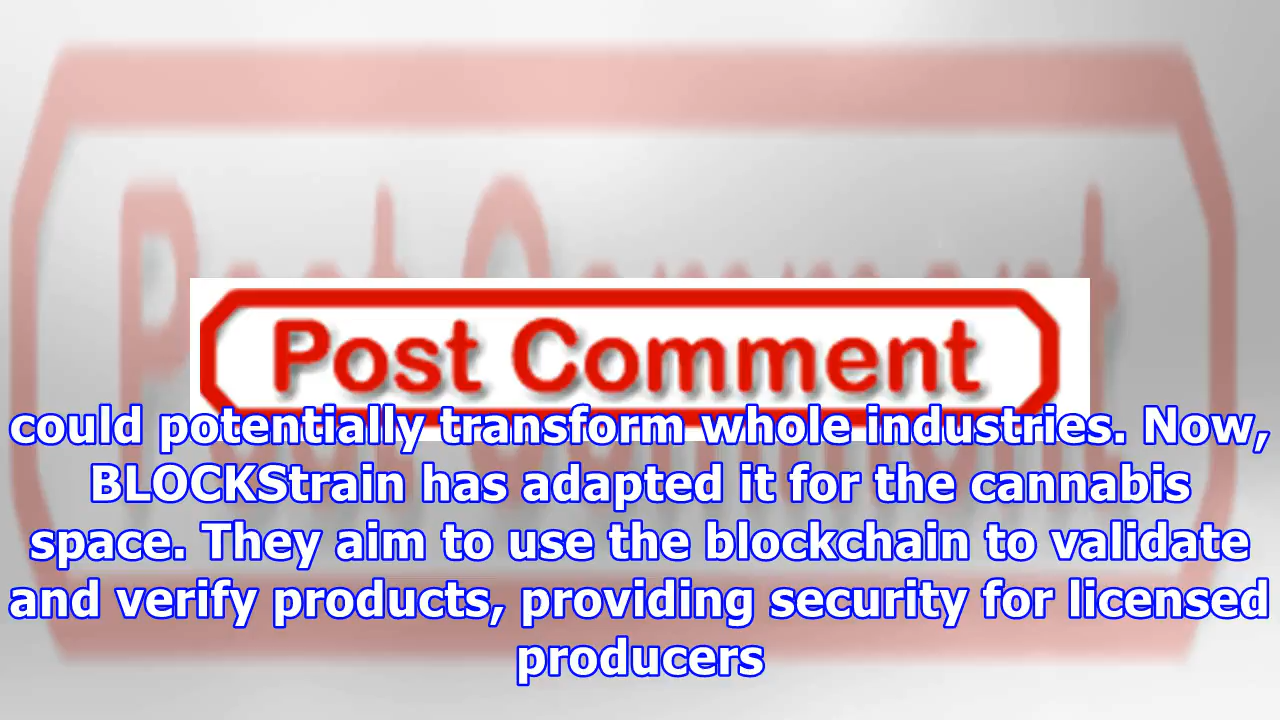 Post Comment
could potentially transform whole industries. Now,
BLOCKStrain has adapted it for the cannabis
space. They aim to use the blockchain to validate
and verify products, providing security for licensed
producers